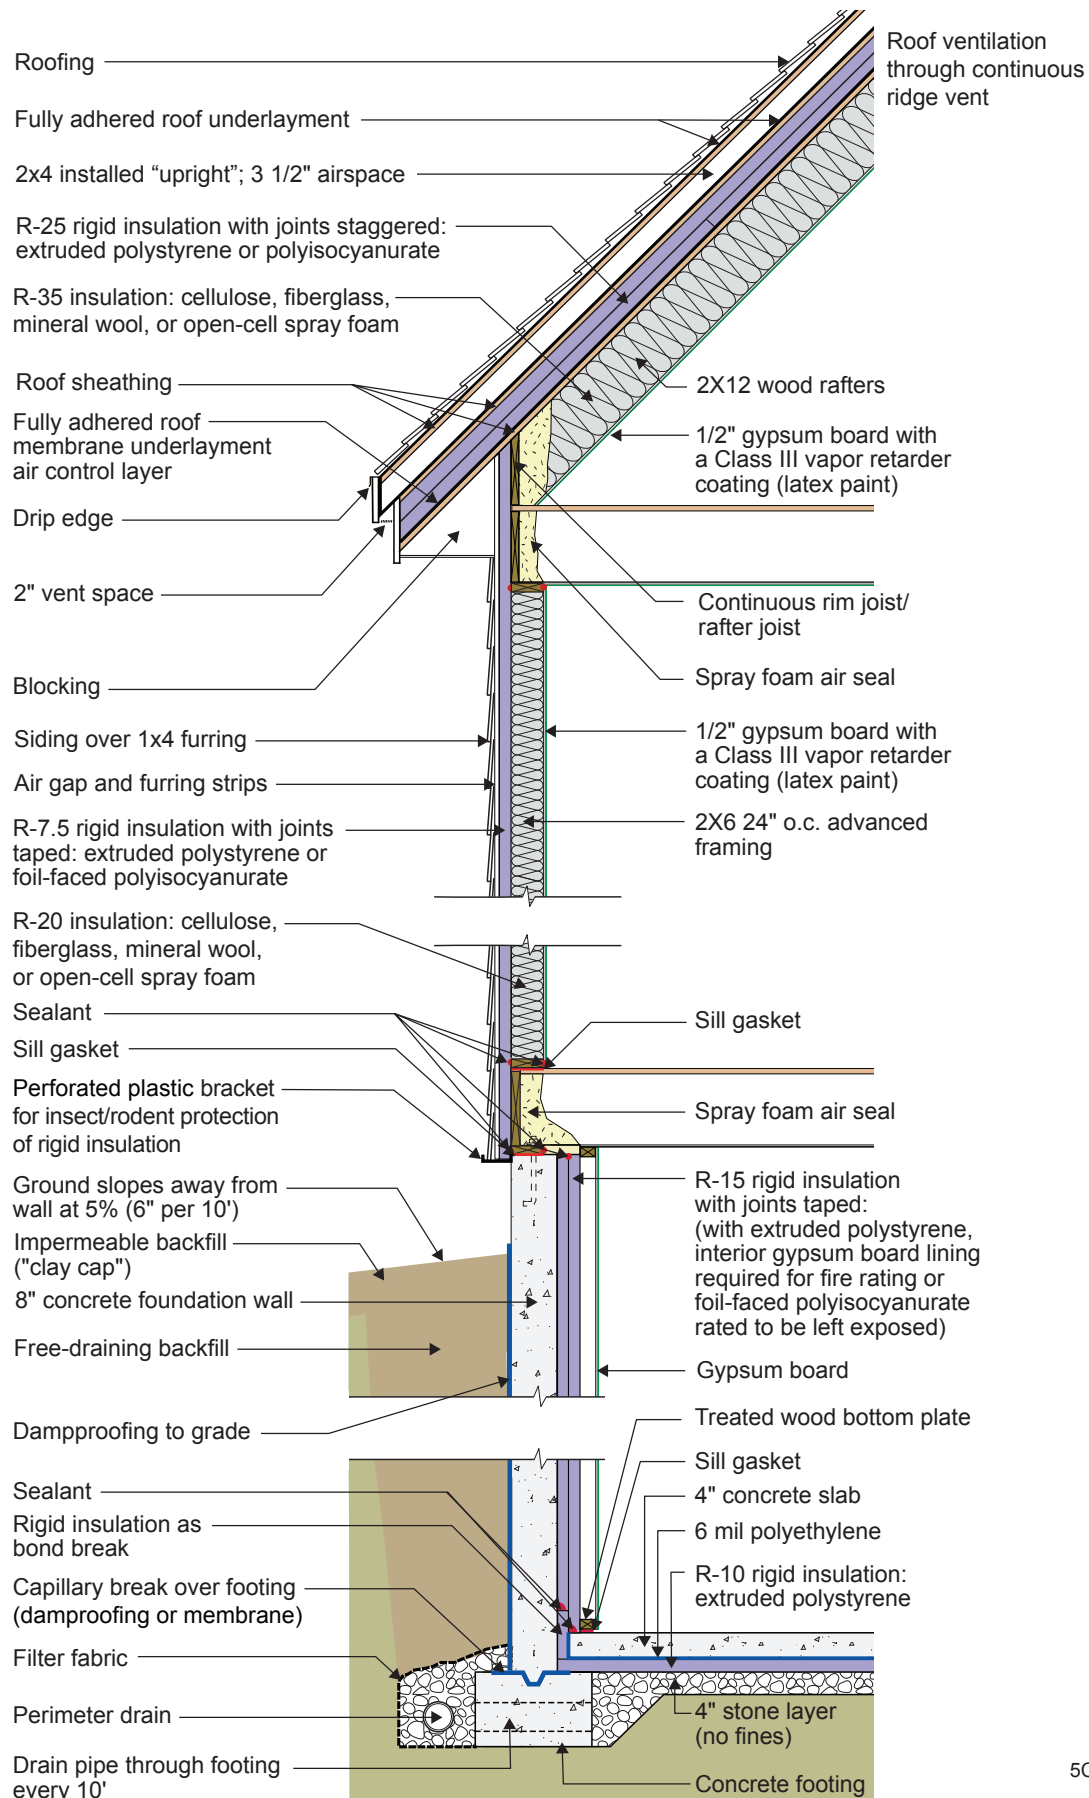 Roofing
Fully adhered roof underlayment
2x4 installed “upright”; 3 1/2" airspace
R-25 rigid insulation with joints staggered:
extruded polystyrene or polyisocyanurate
R-35 insulation: cellulose, fiberglass,
mineral wool, or open-cell spray foam
Roof sheathing
Fully adhered roof
membrane underlayment
air control layer
Drip edge
2" vent space
Blocking
Siding over 1x4 furring
Air gap and furring strips
R-7.5 rigid insulation with joints
taped: extruded polystyrene or
foil-faced polyisocyanurate
R-20 insulation: cellulose,
fiberglass, mineral wool,
or open-cell spray foam
Sealant
Sill gasket
Perforated plastic bracket
for insect/rodent protection
of rigid insulation
Ground slopes away from
wall at 5% (6" per 10')
Impermeable backfill
("clay cap")
8" concrete foundation wall
Free-draining backfill
Dampproofing to grade
Sealant
Rigid insulation as
bond break
Capillary break over footing
(damproofing or membrane)
Filter fabric
Perimeter drain
Drain pipe through footing
every 10'
Roof ventilation
through continuous
ridge vent
2X12 wood rafters
1/2" gypsum board with
a Class III vapor retarder
coating (latex paint)
Continuous rim joist/
rafter joist
Spray foam air seal
1/2" gypsum board with
a Class III vapor retarder
coating (latex paint)
2X6 24" o.c. advanced
framing
Sill gasket
Spray foam air seal
R-15 rigid insulation
with joints taped:
(with extruded polystyrene,
interior gypsum board lining
required for fire rating or
foil-faced polyisocyanurate
rated to be left exposed)
Gypsum board
Treated wood bottom plate
Sill gasket
4" concrete slab
6 mil polyethylene
R-10 rigid insulation:
extruded polystyrene
4" stone layer
(no fines)
Concrete footing